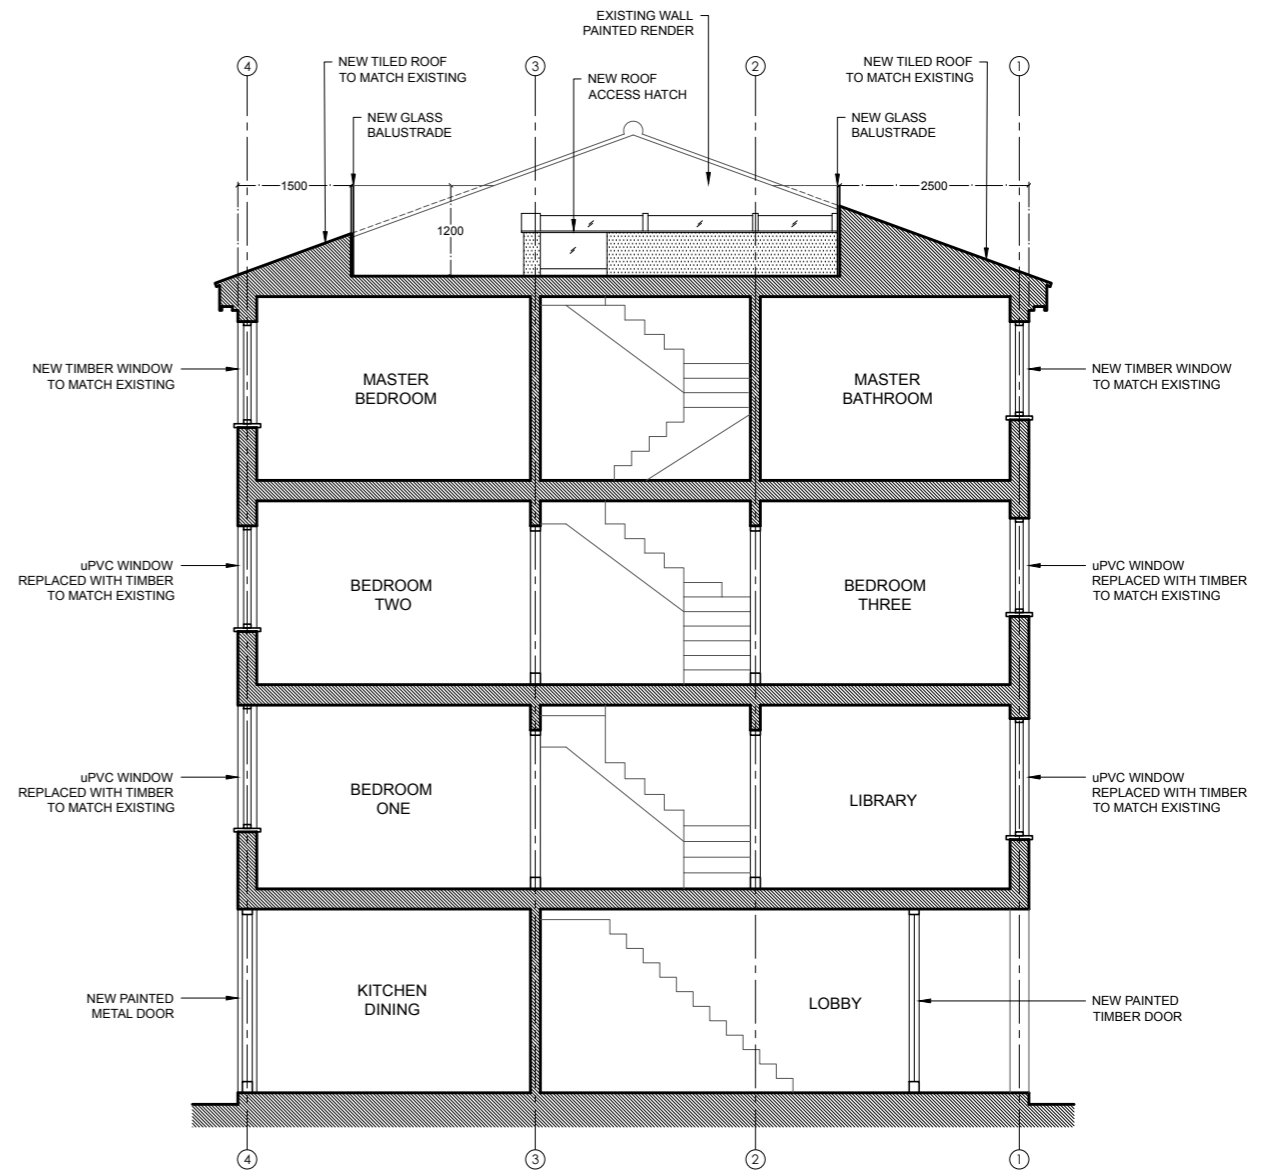 EXISTING WALL
PAINTED RENDER
4
NEW TILED ROOF
TO MATCH EXISTING
3
NEW ROOF
ACCESS HATCH
2
NEW TILED ROOF
TO MATCH EXISTING
1
NEW GLASS
BALUSTRADE
NEW GLASS
BALUSTRADE
1500
2500
1200
NEW TIMBER WINDOW
TO MATCH EXISTING
MASTER
BEDROOM
MASTER
BATHROOM
NEW TIMBER WINDOW
TO MATCH EXISTING
uPVC WINDOW
REPLACED WITH TIMBER
TO MATCH EXISTING
BEDROOM
TWO
BEDROOM
THREE
uPVC WINDOW
REPLACED WITH TIMBER
TO MATCH EXISTING
uPVC WINDOW
REPLACED WITH TIMBER
TO MATCH EXISTING
BEDROOM
ONE
LIBRARY
uPVC WINDOW
REPLACED WITH TIMBER
TO MATCH EXISTING
NEW PAINTED
METAL DOOR
KITCHEN
DINING
LOBBY
NEW PAINTED
TIMBER DOOR
4
3
2
1